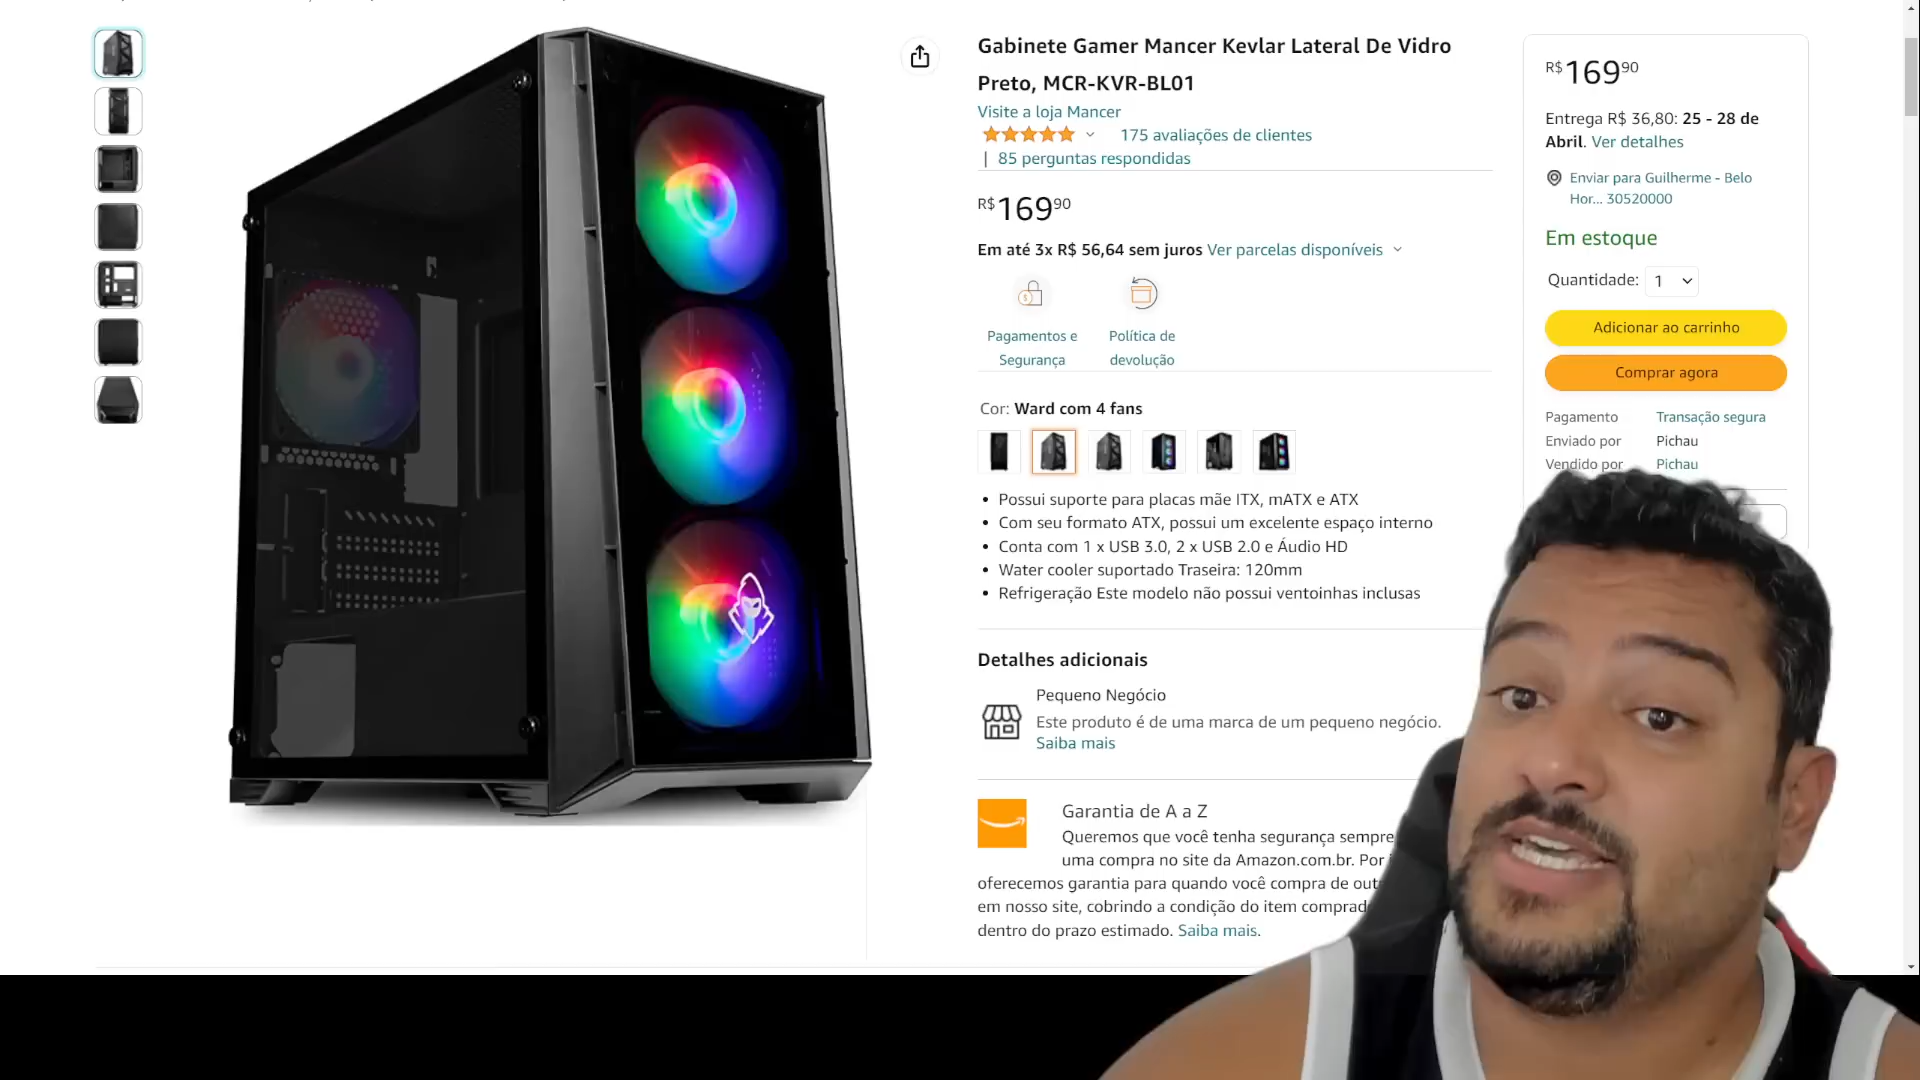 Gabinete Gamer Mancer Kevlar Lateral De Vidro
Preto, MCR-KVR-BL01
Visite a loja Mancer
175 avaliações de clientes
| 85 perguntas respondidas
R$ 169 90
Em até 3x R$ 56,64 sem juros Ver parcelas disponíveis
Pagamentos e
Segurança
Política de
devolução
Cor: Ward com 4 fans
Possui suporte para placas mãe ITX, mATX e ATX
Com seu formato ATX, possui um excelente espaço interno
Conta com 1 x USB 3.0, 2 x USB 2.0 e Áudio HD
Water cooler suportado Traseira: 120mm
Refrigeração Este modelo não possui ventoinhas inclusas
Detalhes adicionais
Pequeno Negócio
Este produto é de uma marca de um pequeno negócio.
Saiba mais
Garantia de A a Z
Queremos que você tenha segurança sempre
uma compra no site da Amazon.com.br. Por
oferecemos garantia para quando você compra de
em nosso site, cobrindo a condição do item
dentro do prazo estimado. Saiba mais.
R$ 169 90
Entrega R$ 36,80: 25 - 28 de
Abril. Ver detalhes
Enviar para Guilherme - Belo
Hor... 30520000
Em estoque
Quantidade: 1
Adicionar ao carrinho
Comprar agora
Pagamento Transação segura
Enviado por Pichau
Vendido por Pichau